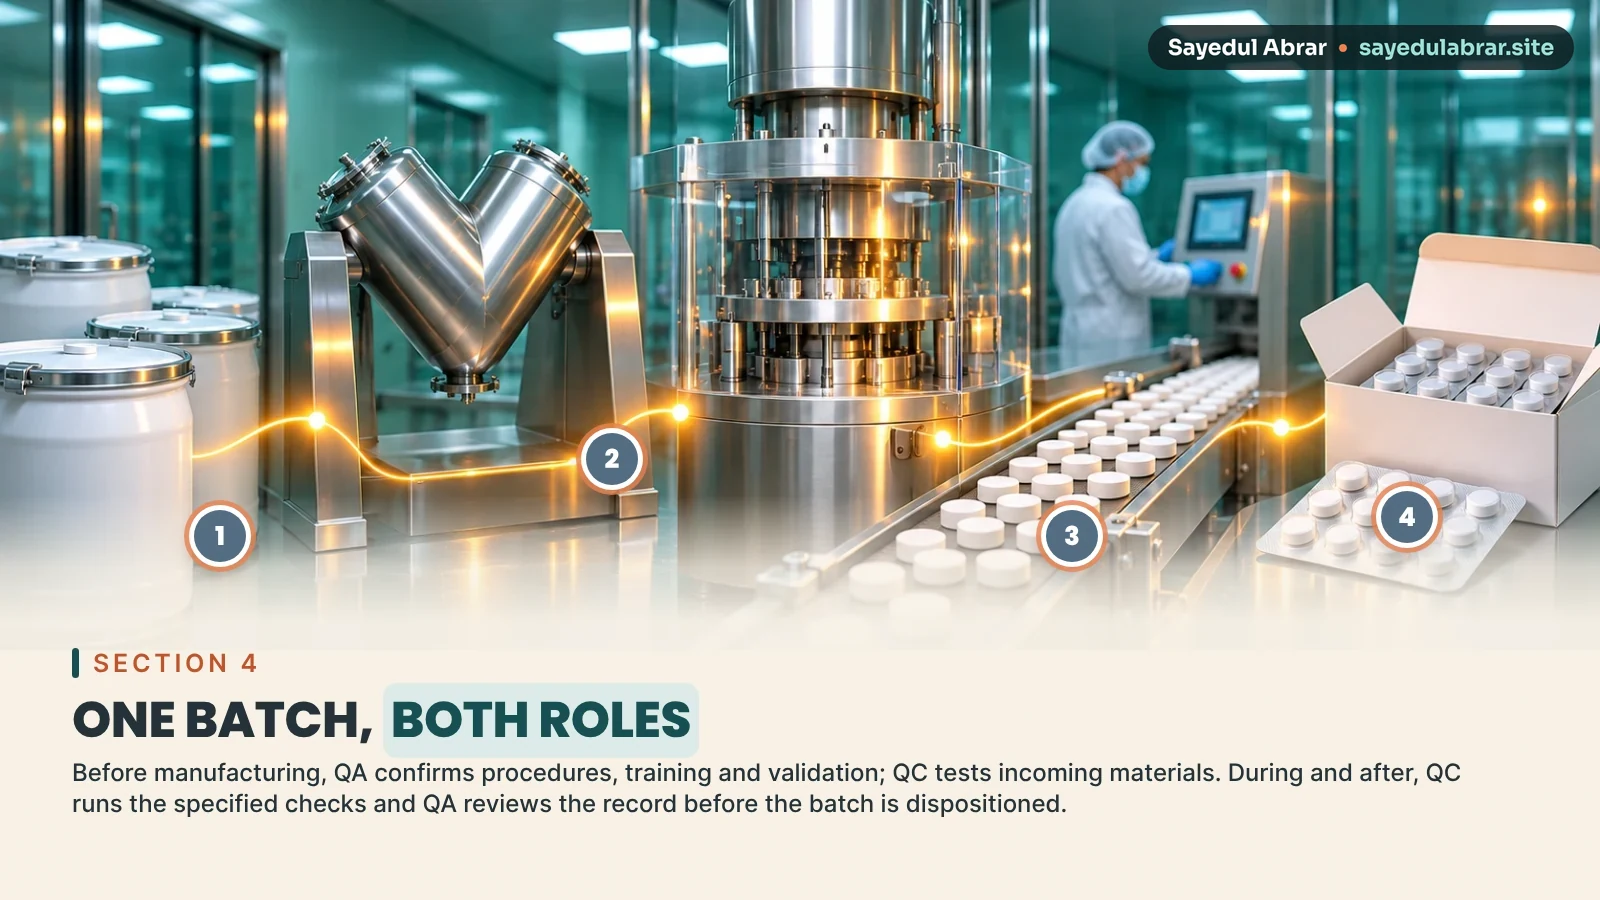 Sayedul Abrar • sayedulabrar.site
1
2
3
4
SECTION 4
ONE BATCH, BOTH ROLES
Before manufacturing, QA confirms procedures, training and validation; QC tests incoming materials. During and after, QC
runs the specified checks and QA reviews the record before the batch is dispositioned.